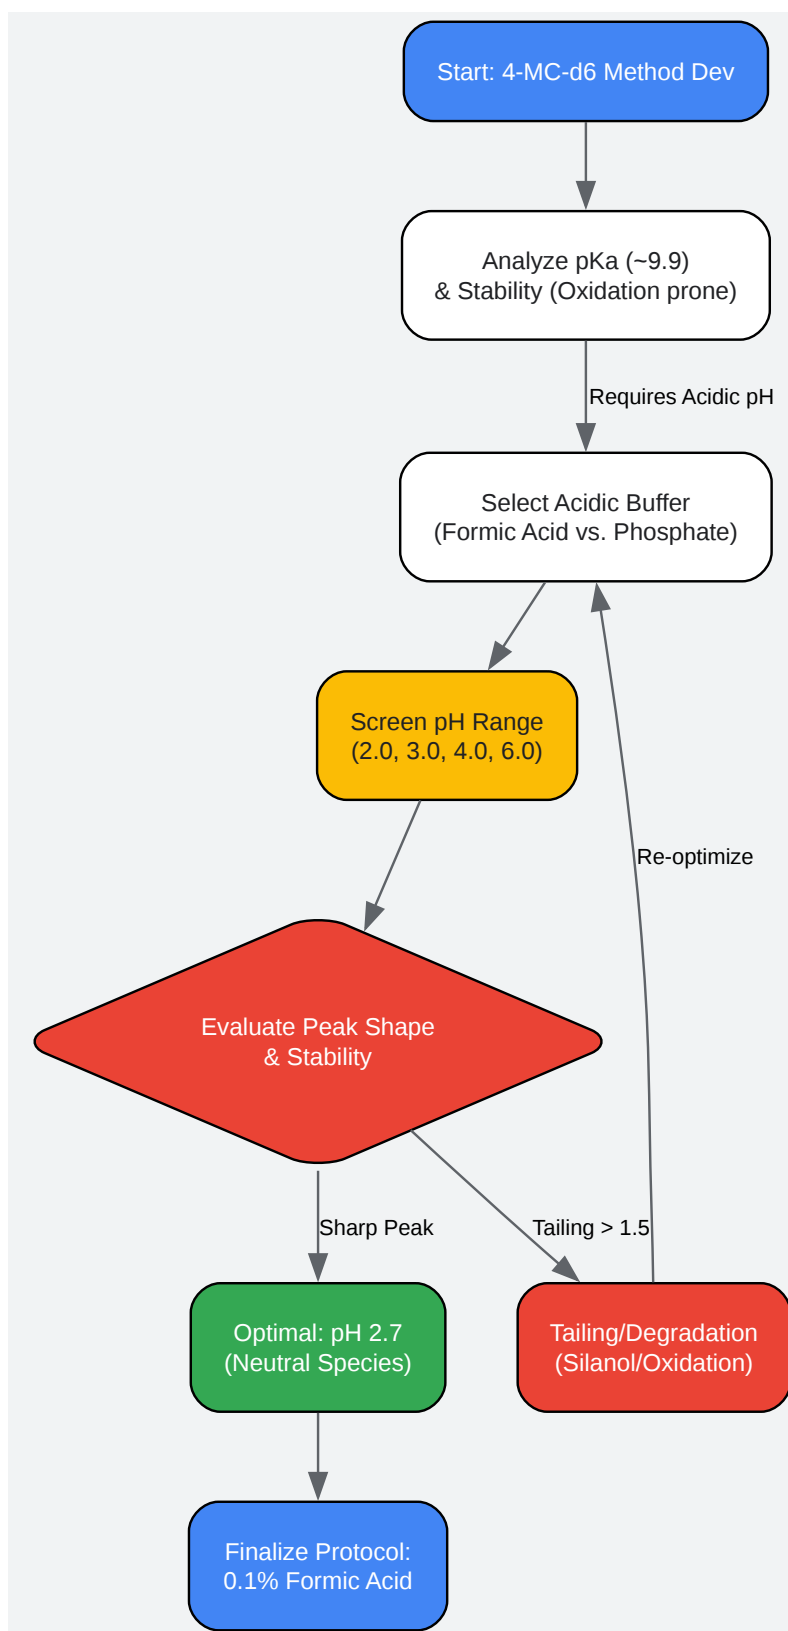 Start: 4-MC-d6 Method Dev
Analyze pKa (~9.9)
& Stability (Oxidation prone)
Requires Acidic pH
Select Acidic Buffer
(Formic Acid vs. Phosphate)
Screen pH Range
(2.0, 3.0, 4.0, 6.0)
Re-optimize
Evaluate Peak Shape
& Stability
Sharp Peak
Tailing > 1.5
Optimal: pH 2.7
(Neutral Species)
Tailing/Degradation
(Silanol/Oxidation)
Finalize Protocol:
0.1% Formic Acid